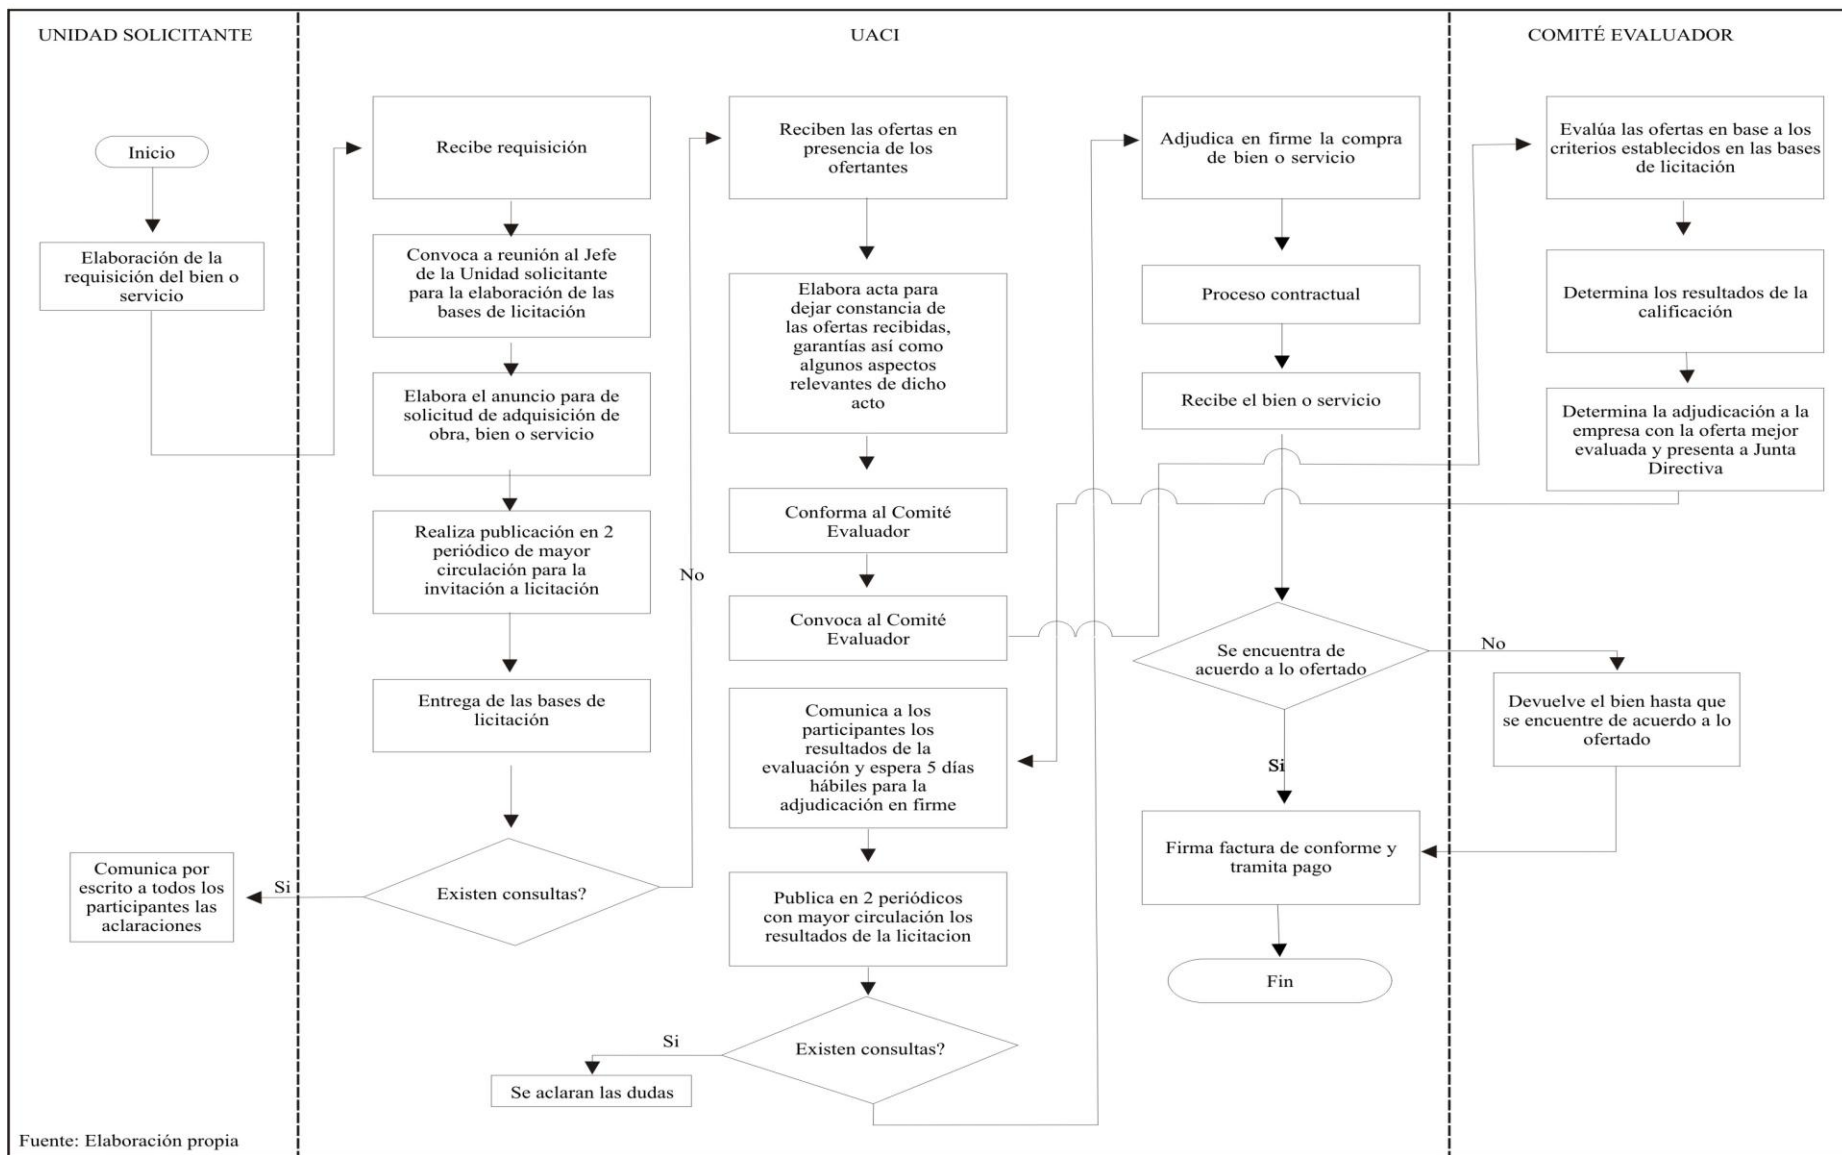 UNIDAD SOLICITANTE
UACI
COMITÉ EVALUADOR
Inicio
Elaboración de la
requisición del bien o
servicio
Recibe requisición
Convoca a reunión al Jefe
de la Unidad solicitante
para la elaboración de las
bases de licitación
Elabora el anuncio para de
solicitud de adquisición de
obra, bien o servicio
Realiza publicación en 2
periódico de mayor
circulación para la
invitación a licitación
Entrega de las bases de
licitación
Existen consultas?
Si
Comunica por
escrito a todos los
participantes las
aclaraciones
No
Reciben las ofertas en
presencia de los
ofertantes
Elabora acta para
dejar constancia de
las ofertas recibidas,
garantías así como
algunos aspectos
relevantes de dicho
acto
Conforma al Comité
Evaluador
Convoca al Comité
Evaluador
Evalúa las ofertas en base a los
criterios establecidos en las bases
de licitación
Determina los resultados de la
calificación
Determina la adjudicación a la
empresa con la oferta mejor
evaluada y presenta a Junta
Directiva
Comunica a los
participantes los
resultados de la
evaluación y espera 5 días
hábiles para la
adjudicación en firme
Publica en 2 periódicos
con mayor circulación los
resultados de la licitacion
Existen consultas?
Si
Se aclaran las dudas
Adjudica en firme la compra
de bien o servicio
Proceso contractual
Recibe el bien o servicio
Se encuentra de
acuerdo a lo ofertado
No
Devuelve el bien hasta que
se encuentre de acuerdo a lo
ofertado
Si
Firma factura de conforme y
tramita pago
Fin
Fuente: Elaboración propia